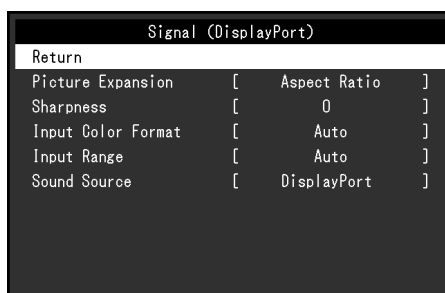 Signal (DisplayPort)
Return
Picture Expansion [ Aspect Ratio ]
Sharpness [ 0 ]
Input Color Format [ Auto ]
Input Range [ Auto ]
Sound Source [ DisplayPort ]